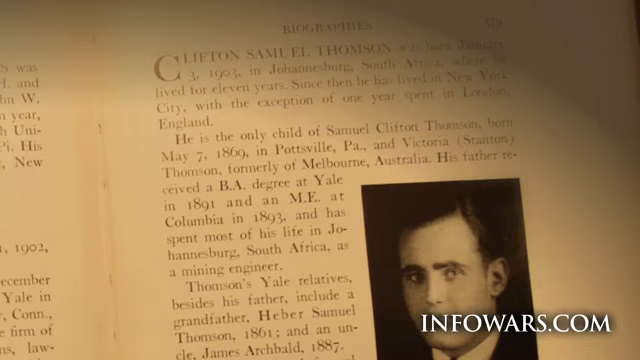 BIOGRAPHIES 179
CLIFTON SAMUEL THOMSON was born January
3, 1903, in Johannesburg, South Africa, where he
lived for eleven years. Since then he has lived in New York
City, with the exception of one year spent in London,
England.
He is the only child of Samuel Clifton Thomson, born
May 7, 1869, in Pottsville, Pa., and Victoria (Stanton)
Thomson, formerly of Melbourne, Australia. His father re-
ceived a B.A. degree at Yale
in 1891 and an M.E. at
Columbia in 1893, and has
spent most of his life in Jo-
hannesburg, South Africa, as
a mining engineer.
Thomson's Yale relatives,
besides his father, include a
grandfather, Heber Samuel
Thomson, 1861; and an un-
cle, James Archbald, 1887.
S was
H. and
hn W.
n year,
h Uni-
Pi. His
, New
1, 1902,
ecember
Yale in
, Conn.,
e firm of
ns, law-
INFOWARS.COM